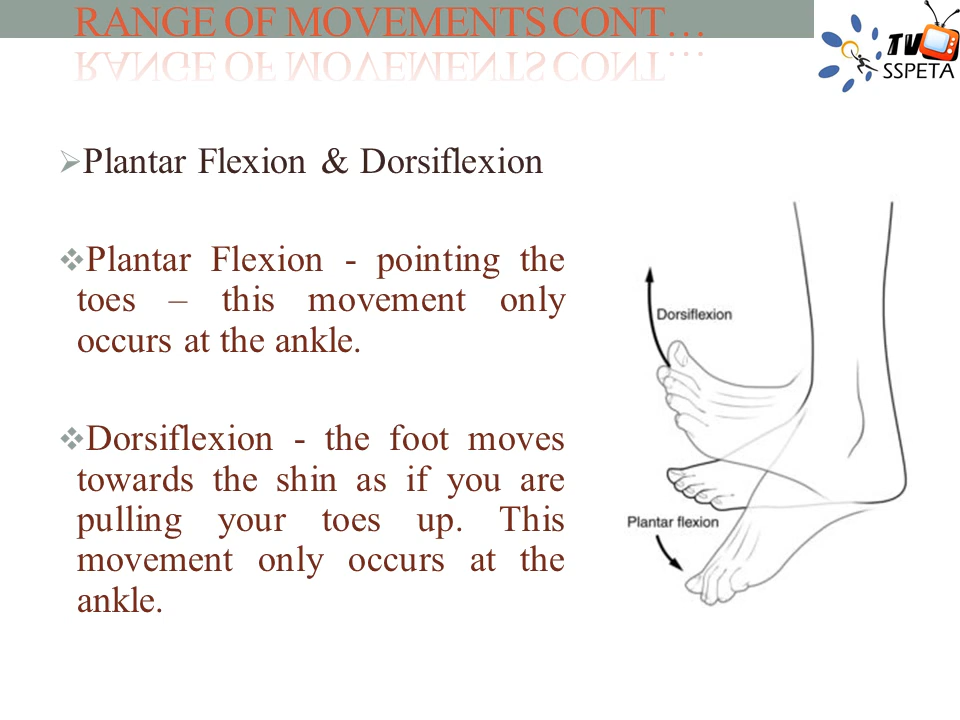 RANGE OF MOVEMENTS CONT…
TV
SSPETA
Plantar Flexion & Dorsiflexion
Plantar Flexion - pointing the
toes – this movement only
occurs at the ankle.
Dorsiflexion - the foot moves
towards the shin as if you are
pulling your toes up. This
movement only occurs at the
ankle.
Dorsiflexion
Plantar flexion